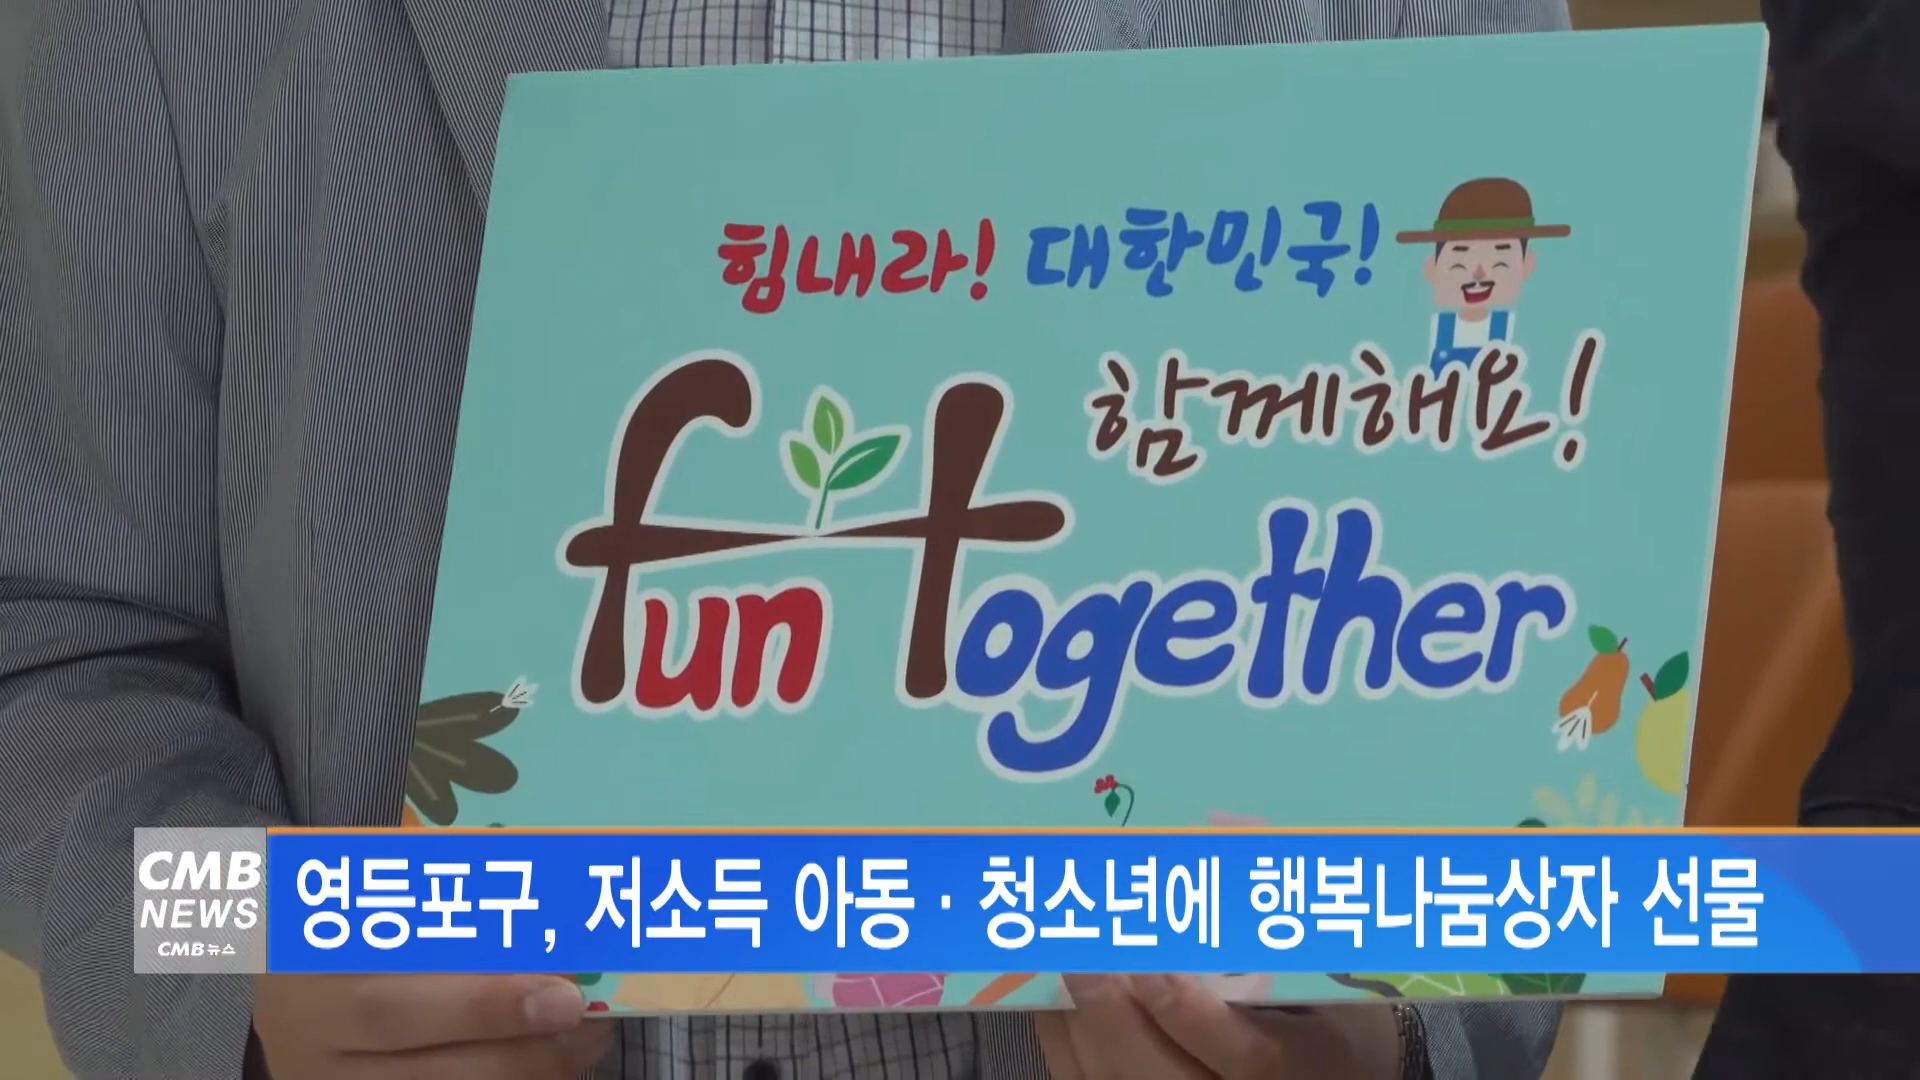 힘내라! 대한민국!
함께해요!
fun together
CMB
NEWS
CMB 뉴스
영등포구, 저소득 아동·청소년에 행복나눔상자 선물